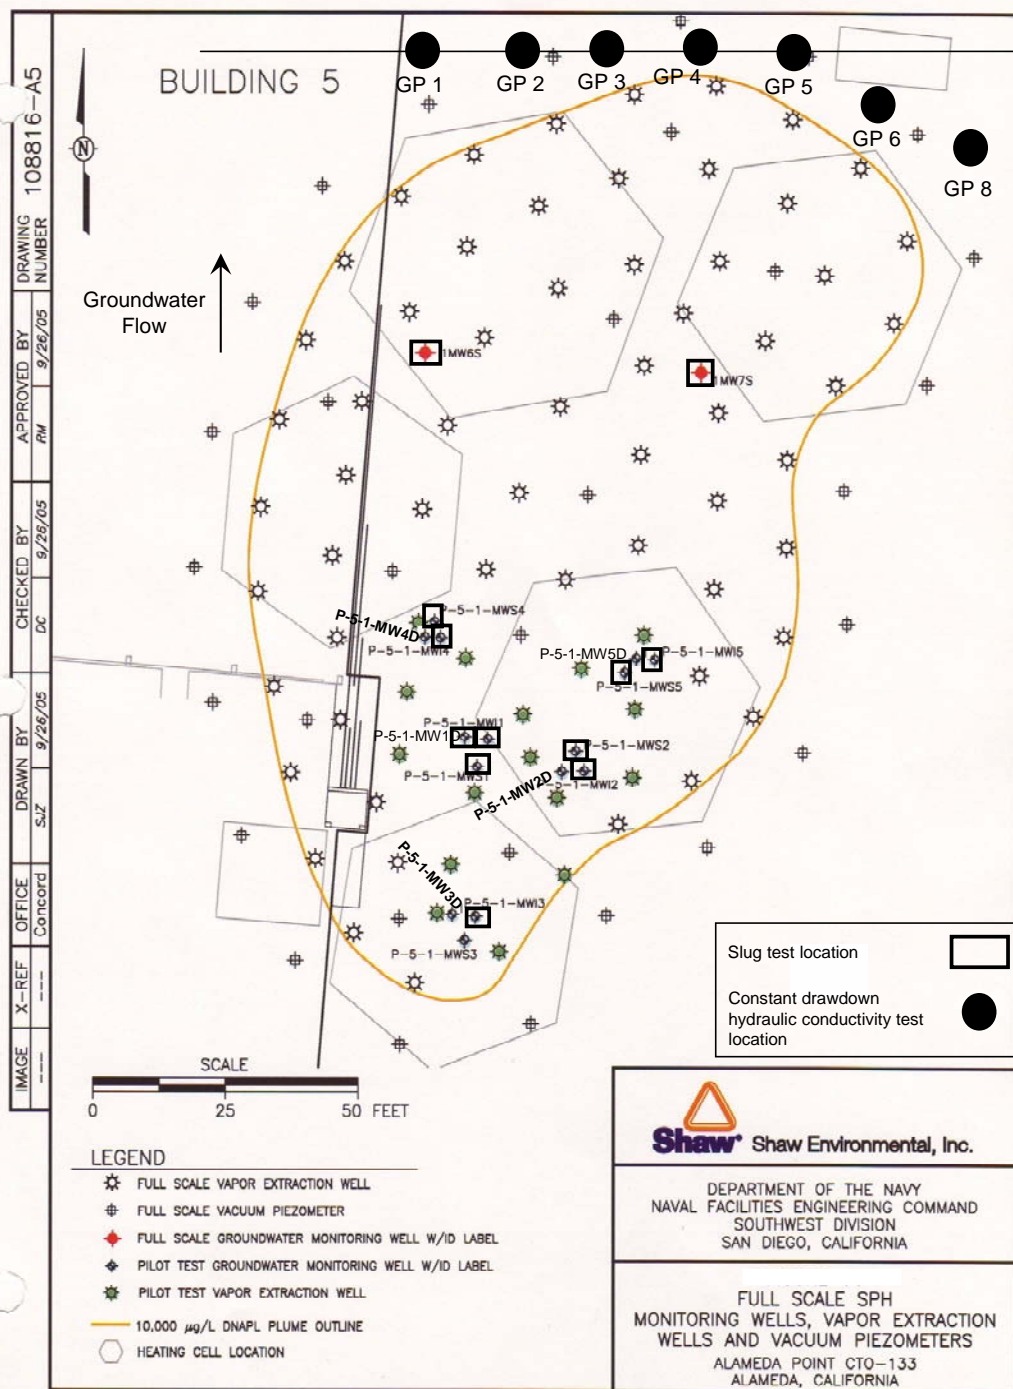 BUILDING 5
GP 1
GP 2
GP 3
GP 4
GP 5
GP 6
GP 8
N
Groundwater
Flow
1MW6S
1MW7S
P-5-1-MWS4
P-5-1-MW4D
P-5-1-MWI4
P-5-1-MW5D
P-5-1-MWI5
P-5-1-MWS5
P-5-1-MWI1
P-5-1-MW1D
P-5-1-MWS1
P-5-1-MWS2
P-5-1-MW2D
P-5-1-MWI2
P-5-1-MW3D
P-5-1-MWI3
P-5-1-MWS3
DRAWING
NUMBER
108816-A5
APPROVED BY
RM
9/26/05
CHECKED BY
DC
9/26/05
DRAWN BY
SJZ
9/26/05
OFFICE
Concord
X-REF
----
IMAGE
----
Slug test location
Constant drawdown
hydraulic conductivity test
location
SCALE
0 25 50 FEET
LEGEND
FULL SCALE VAPOR EXTRACTION WELL
FULL SCALE VACUUM PIEZOMETER
FULL SCALE GROUNDWATER MONITORING WELL W/ID LABEL
PILOT TEST GROUNDWATER MONITORING WELL W/ID LABEL
PILOT TEST VAPOR EXTRACTION WELL
10,000 µg/L DNAPL PLUME OUTLINE
HEATING CELL LOCATION
Shaw Shaw Environmental, Inc.
DEPARTMENT OF THE NAVY
NAVAL FACILITIES ENGINEERING COMMAND
SOUTHWEST DIVISION
SAN DIEGO, CALIFORNIA
FULL SCALE SPH
MONITORING WELLS, VAPOR EXTRACTION
WELLS AND VACUUM PIEZOMETERS
ALAMEDA POINT CTO-133
ALAMEDA, CALIFORNIA